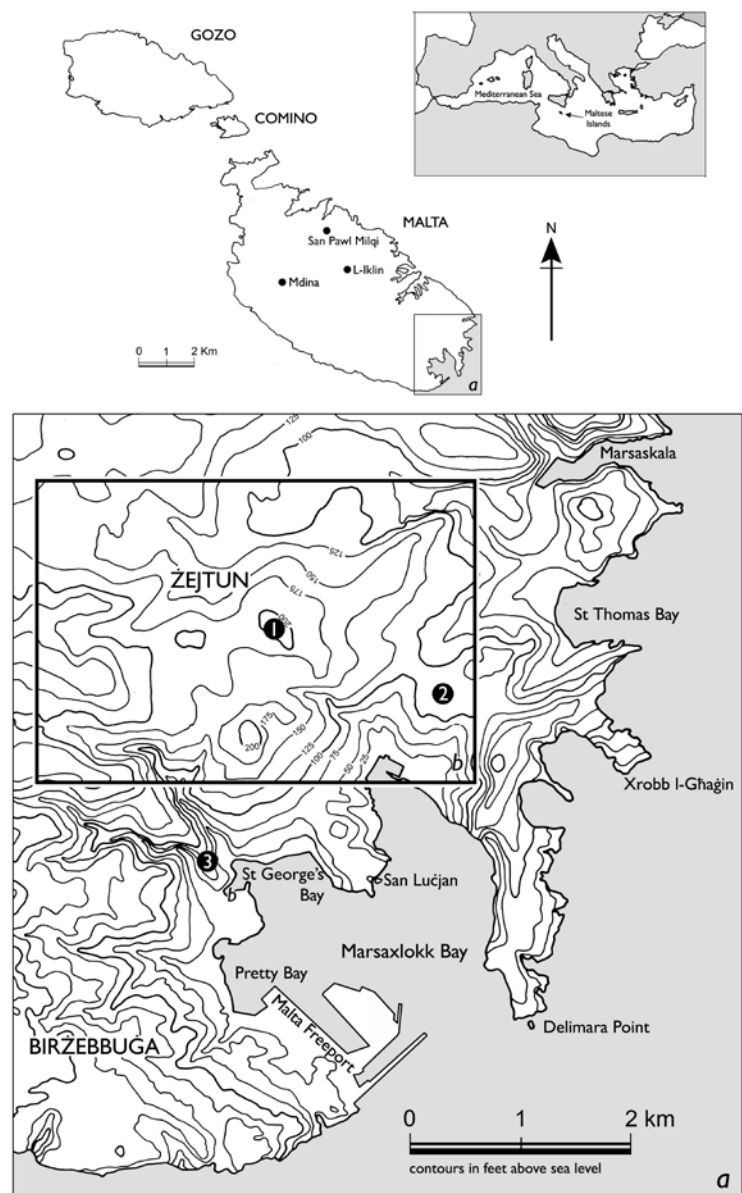 GOZO
COMINO
MALTA
San Pawl Milqi
L-Iklin
Mdina
0 1 2 Km
a
Mediterranean Sea
Maltese
Islands
N
125
100
Marsaskala
ŻEJTUN
125
150
175
200
1
St Thomas Bay
2
175
200
150
125
100
75
50
25
b
Xrobb l-Għaġin
3
St George's
Bay
San Luċjan
Marsaxlokk Bay
Pretty Bay
Malta Freeport
Delimara Point
BIRŻEBBUGA
0 1 2 km
contours in feet above sea level
a